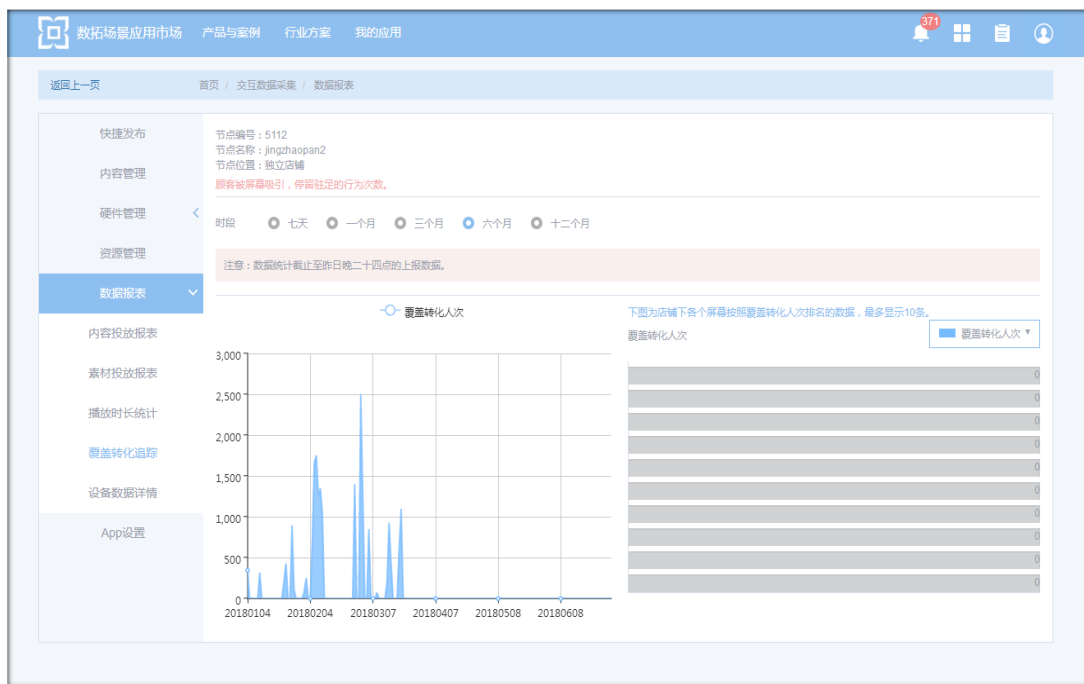 数拓场景应用市场 产品与案例 行业方案 我的应用 371
返回上一页 首页 / 交互数据采集 / 数据报表
快捷发布
内容管理
硬件管理
资源管理
数据报表
内容投放报表
素材投放报表
播放时长统计
覆盖转化追踪
设备数据详情
App设置
节点编号：5112
节点名称：jingzhaopan2
节点位置：独立店铺
顾客被屏幕吸引，停留驻足的行为次数。
时段 七天 一个月 三个月 六个月 十二个月
注意：数据统计截止至昨日晚二十四点的上报数据。
覆盖转化人次
3,000
2,500
2,000
1,500
1,000
500
0
20180104 20180204 20180307 20180407 20180508 20180608
下图为店铺下各个屏幕按照覆盖转化人次排名的数据，最多显示10条。
覆盖转化人次 覆盖转化人次 ▼
0
0
0
0
0
0
0
0
0
0